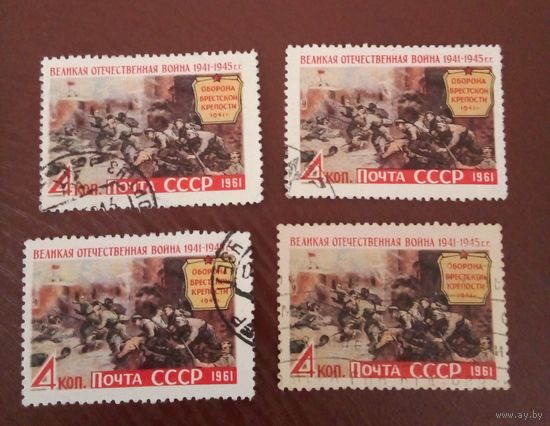 ВЕЛИКАЯ ОТЕЧЕСТВЕННАЯ ВОЙНА 1941-1945 г.г.
ОБОРОНА
БРЕСТСКОЙ
КРЕПОСТИ
1941 г.
4 КОП. ПОЧТА СССР 1961
ВЕЛИКАЯ ОТЕЧЕСТВЕННАЯ ВОЙНА 1941-1945 г.г.
ОБОРОНА
БРЕСТСКОЙ
КРЕПОСТИ
1941 г.
4 КОП. ПОЧТА СССР 1961
ВЕЛИКАЯ ОТЕЧЕСТВЕННАЯ ВОЙНА 1941-1945 г.г.
ОБОРОНА
БРЕСТСКОЙ
КРЕПОСТИ
1941 г.
4 КОП. ПОЧТА СССР 1961
ВЕЛИКАЯ ОТЕЧЕСТВЕННАЯ ВОЙНА 1941-1945 г.г.
ОБОРОНА
БРЕСТСКОЙ
КРЕПОСТИ
1941 г.
4 КОП. ПОЧТА СССР 1961
www.ay.by